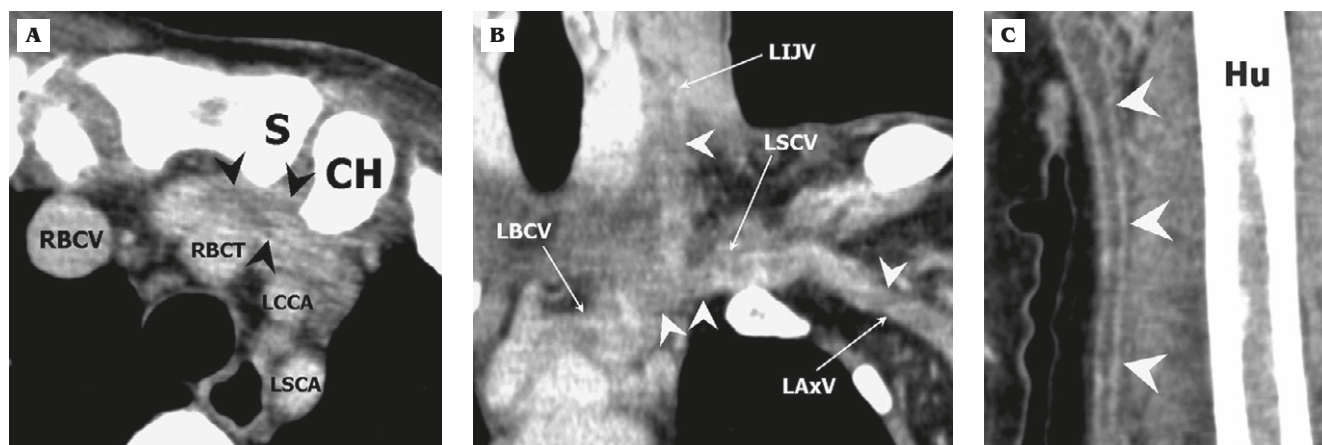 A
S
CH
RBCV
RBCT
LCCA
LSCA
B
LIJV
LSCV
LBCV
LAxV
C
Hu